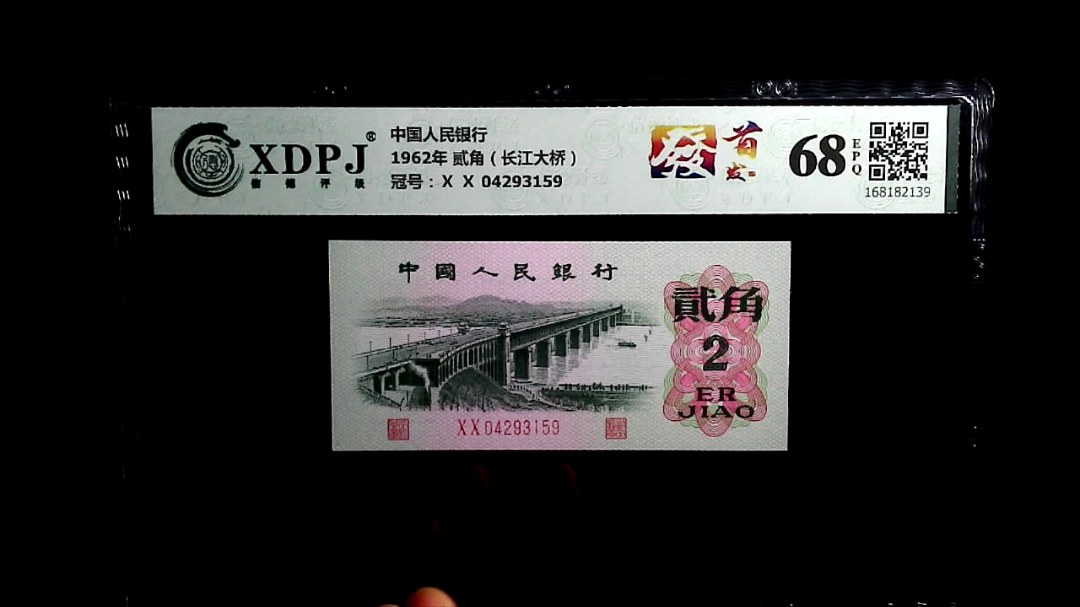 XDPJ®
信德评级
中国人民银行
1962年 贰角（长江大桥）
冠号：X X 04293159
發
首发
68
EPQ
168182139
中國人民銀行
貳角
2
ER
JIAO
XX04293159